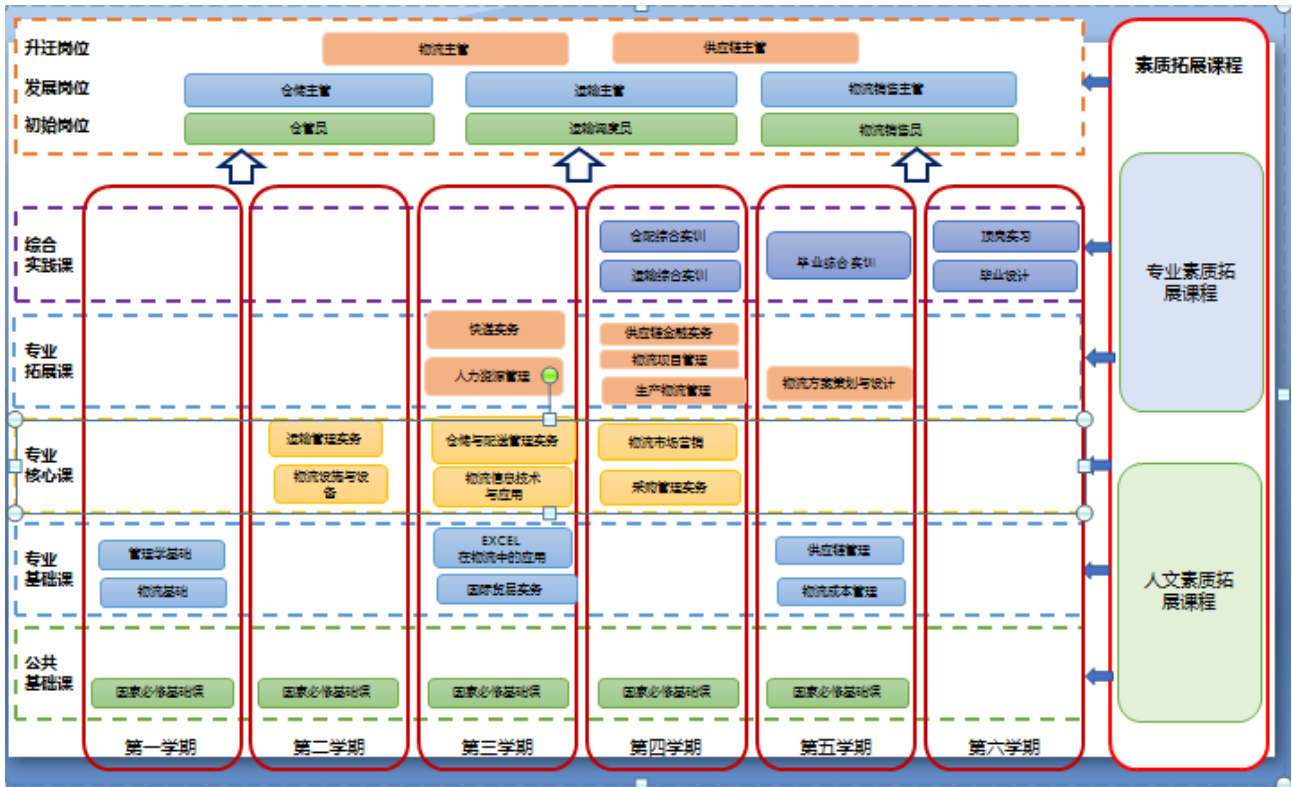 升迁岗位
物流主管
供应链主管
素质拓展课程
发展岗位
仓储主管
运输主管
物流销售主管
初始岗位
仓管员
运输调度员
物流销售员
综合
实践课
仓配综合实训
运输综合实训
毕业综合实训
顶岗实习
毕业设计
专业素质拓
展课程
专业
拓展课
快递实务
人力资源管理
供应链金融实务
物流项目管理
生产物流管理
物流方案策划与设计
专业
核心课
运输管理实务
物流设施与设
备
仓储与配送管理实务
物流信息技术
与应用
物流市场营销
采购管理实务
专业
基础课
管理学基础
物流基础
EXCEL
在物流中的应用
国际贸易实务
供应链管理
物流成本管理
人文素质拓
展课程
公共
基础课
国家必修基础课
国家必修基础课
国家必修基础课
国家必修基础课
国家必修基础课
第一学期
第二学期
第三学期
第四学期
第五学期
第六学期